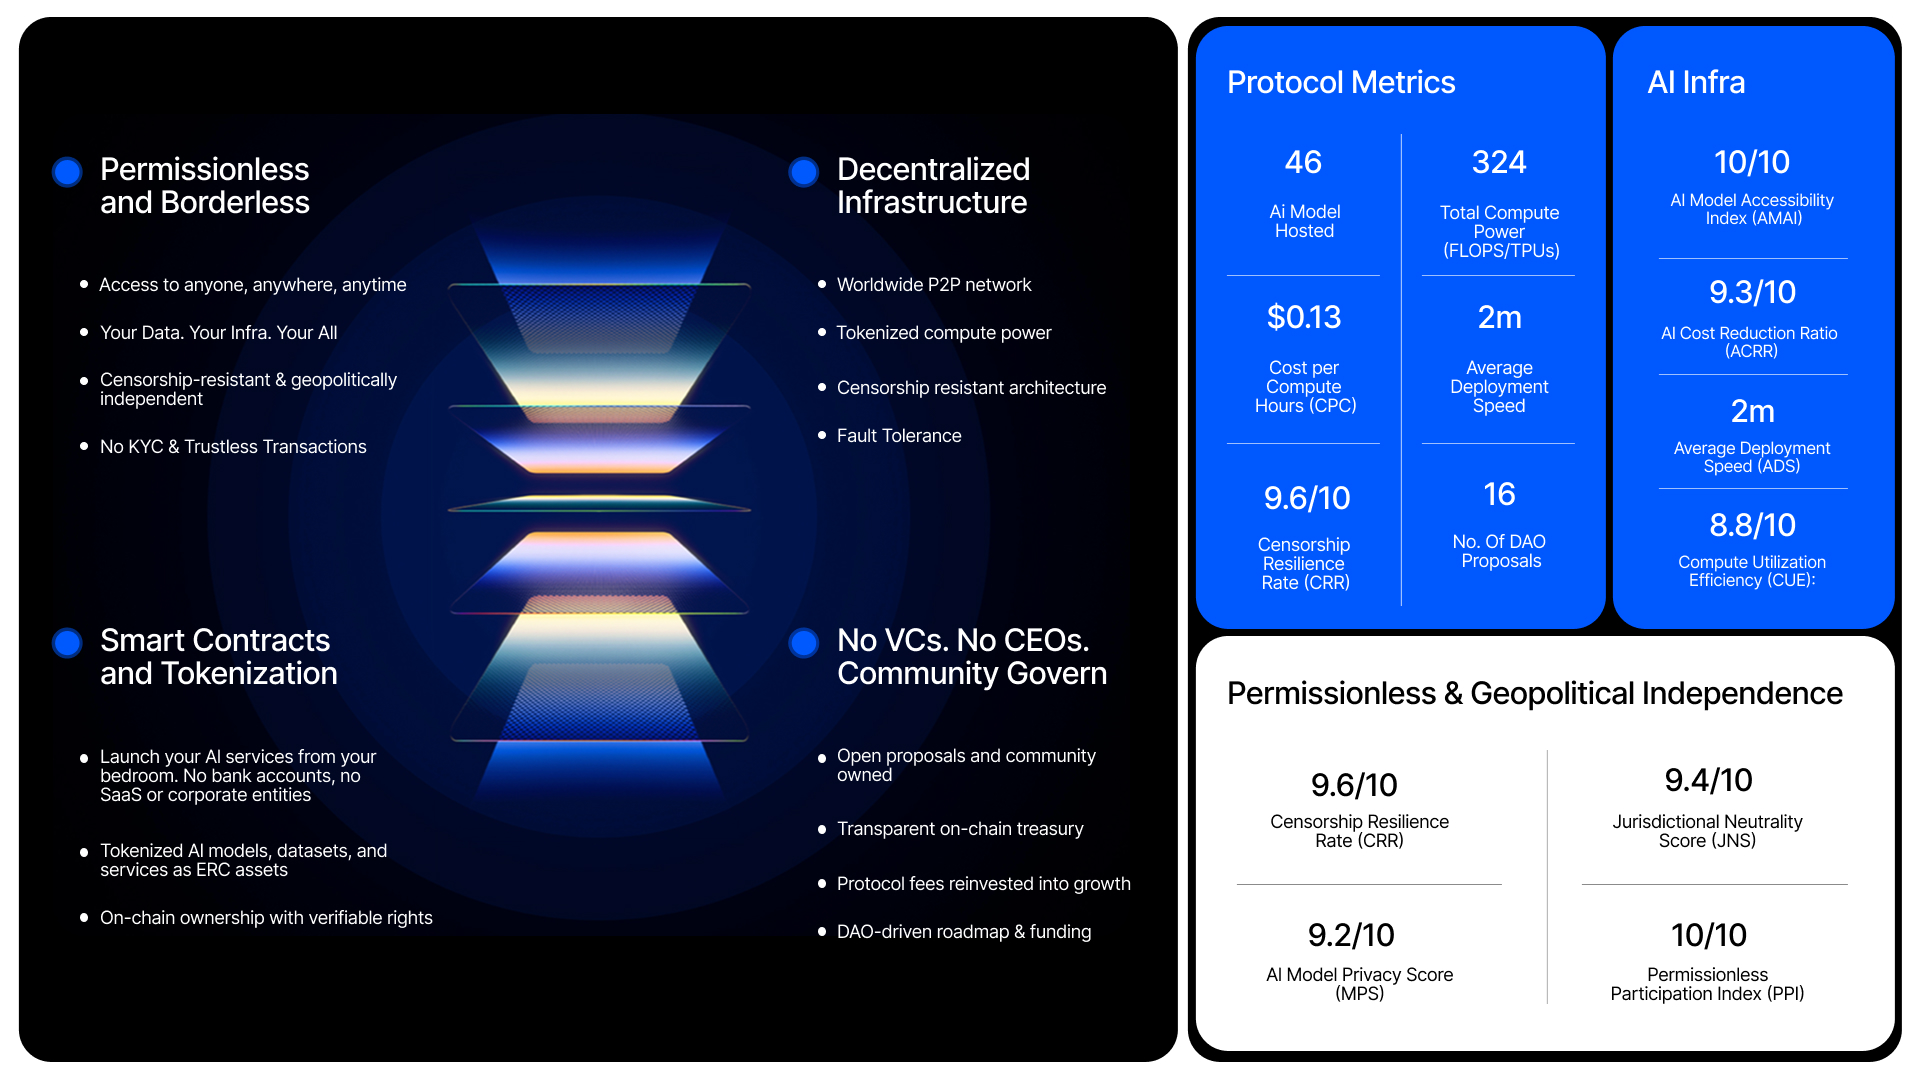 Permissionless
and Borderless
Access to anyone, anywhere, anytime
Your Data. Your Infra. Your All
Censorship-resistant & geopolitically
independent
No KYC & Trustless Transactions
Decentralized
Infrastructure
Worldwide P2P network
Tokenized compute power
Censorship resistant architecture
Fault Tolerance
Smart Contracts
and Tokenization
Launch your AI services from your
bedroom. No bank accounts, no
SaaS or corporate entities
Tokenized AI models, datasets, and
services as ERC assets
On-chain ownership with verifiable rights
No VCs. No CEOs.
Community Govern
Open proposals and community
owned
Transparent on-chain treasury
Protocol fees reinvested into growth
DAO-driven roadmap & funding
Protocol Metrics
46
Ai Model
Hosted
324
Total Compute
Power
(FLOPS/TPUs)
$0.13
Cost per
Compute
Hours (CPC)
2m
Average
Deployment
Speed
9.6/10
Censorship
Resilience
Rate (CRR)
16
No. Of DAO
Proposals
AI Infra
10/10
AI Model Accessibility
Index (AMAI)
9.3/10
AI Cost Reduction Ratio
(ACRR)
2m
Average Deployment
Speed (ADS)
8.8/10
Compute Utilization
Efficiency (CUE):
Permissionless & Geopolitical Independence
9.6/10
Censorship Resilience
Rate (CRR)
9.4/10
Jurisdictional Neutrality
Score (JNS)
9.2/10
AI Model Privacy Score
(MPS)
10/10
Permissionless
Participation Index (PPI)